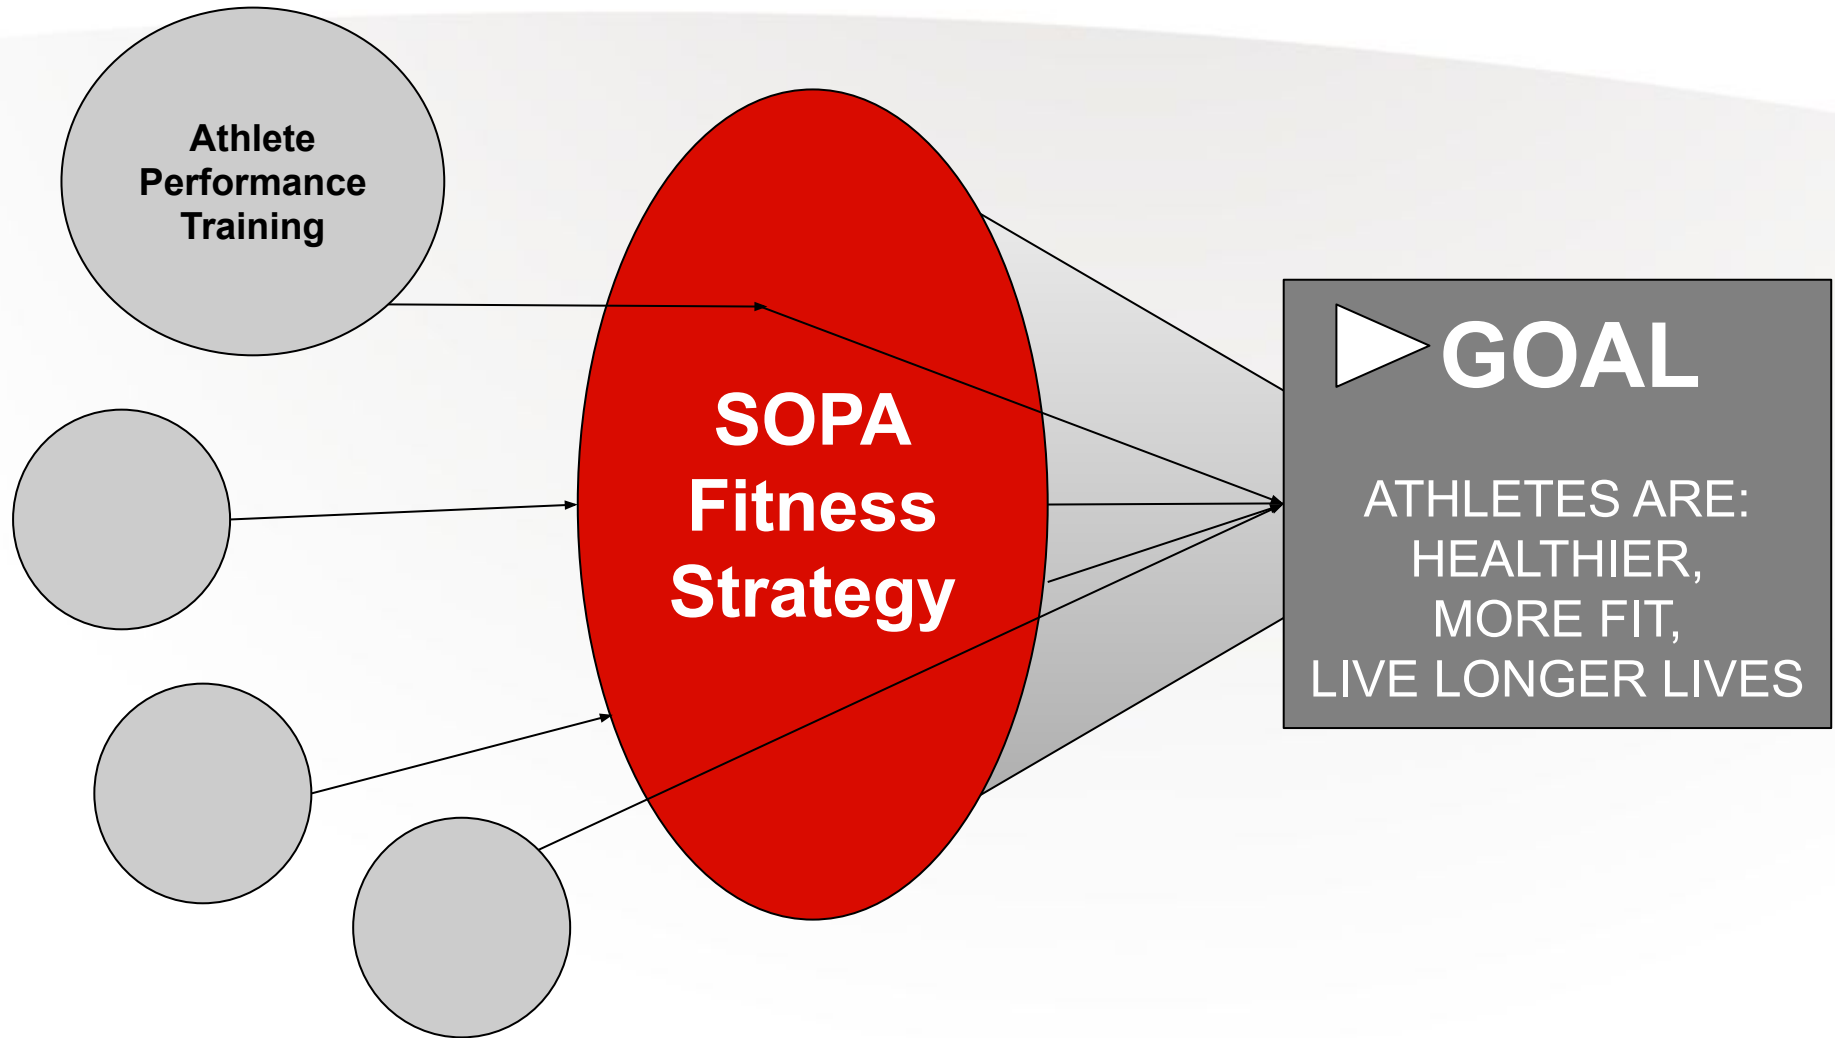 Athlete
Performance
Training
SOPA
Fitness
Strategy
GOAL
ATHLETES ARE:
HEALTHIER,
MORE FIT,
LIVE LONGER LIVES